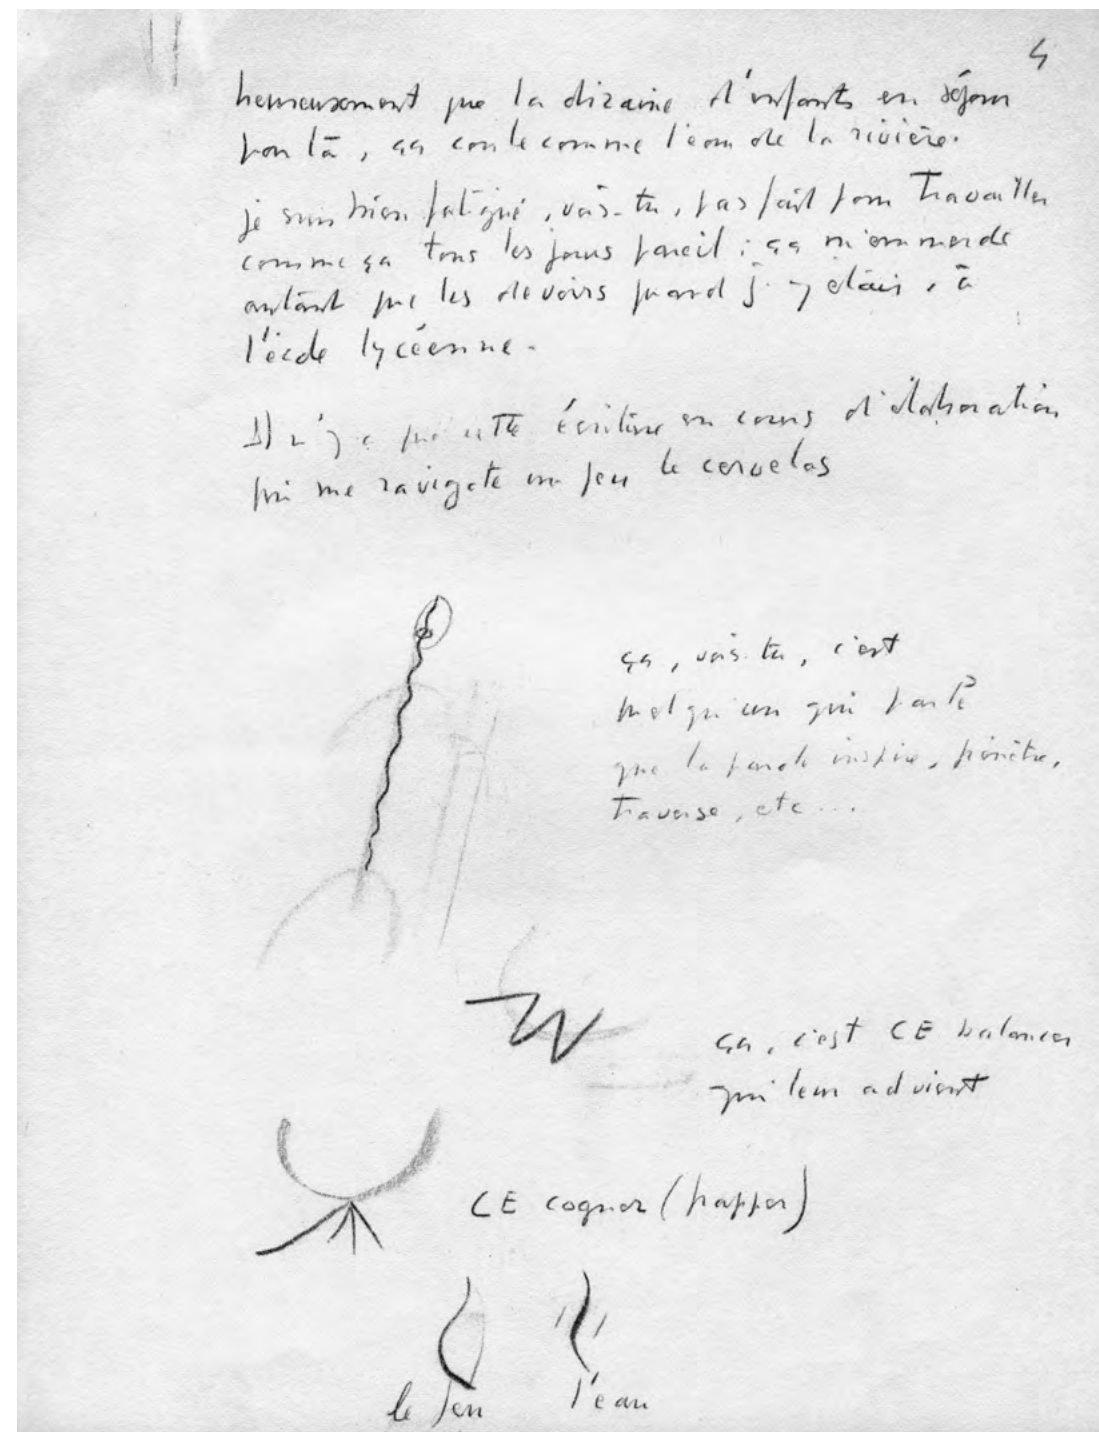 4
heureusement que la dizaine d'enfants en séjour
par là, ça coule comme l'eau de la rivière.
je suis bien fatigué, vois-tu, pas fait pour travailler
comme ça tous les jours pareil ; ça m'emmerde
autant que les devoirs quand j'y étais, à
l'école lycéenne.
Il n'y a que cette écriture en cours d'élaboration
qui me ravigote un peu le cervelas
ça, vois-tu, c'est
quelqu'un qui parle
que la parole inspire, pénètre,
traverse, etc...
ça, c'est CE balancer
qui leur advient
CE cogner (frapper)
le feu
l'eau